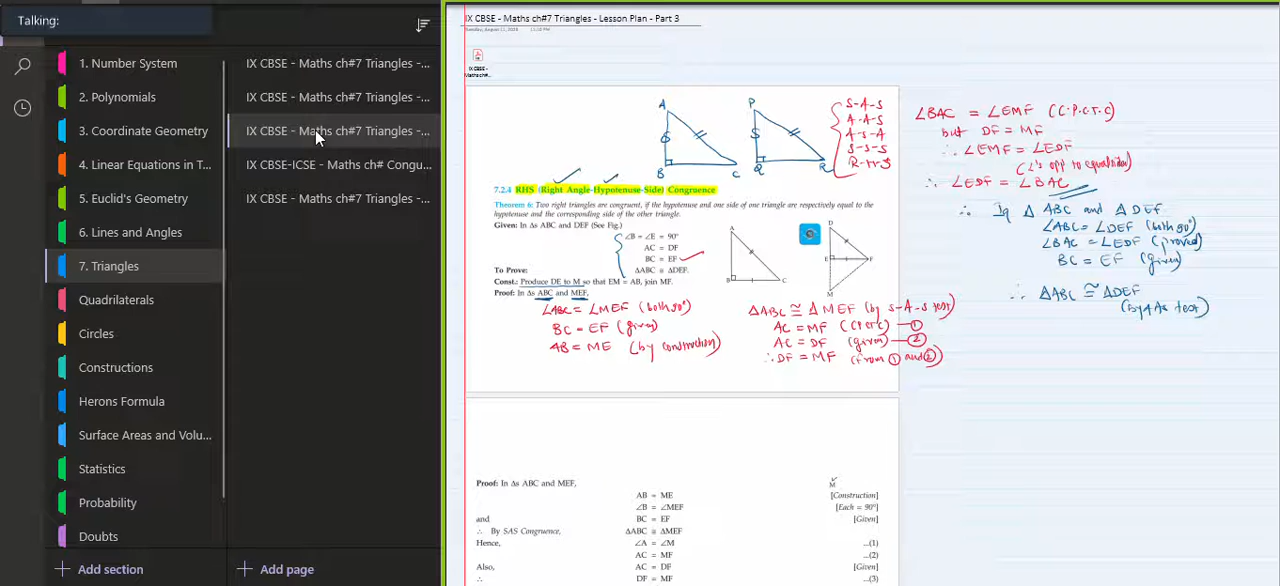 Talking:
1. Number System
2. Polynomials
3. Coordinate Geometry
4. Linear Equations in T...
5. Euclid's Geometry
6. Lines and Angles
7. Triangles
Quadrilaterals
Circles
Constructions
Herons Formula
Surface Areas and Volu...
Statistics
Probability
Doubts
Add section
IX CBSE - Maths ch#7 Triangles -...
IX CBSE - Maths ch#7 Triangles -...
IX CBSE - Maths ch#7 Triangles -...
IX CBSE-ICSE - Maths ch# Congu...
IX CBSE - Maths ch#7 Triangles -...
Add page
IX CBSE - Maths ch#7 Triangles - Lesson Plan - Part 3
IX CBSE -
Maths ch#...
A
B
C
P
Q
R
S-A-S
A-A-S
A-S-A
S-S-S
7.2.4 RHS (Right Angle-Hypotenuse-Side) Congruence
Theorem 6: Two right triangles are congruent, if the hypotenuse and one side of one triangle are respectively equal to the
hypotenuse and the corresponding side of the other triangle.
Given: In Δs ABC and DEF (See Fig.)
∠B = ∠E = 90°
AC = DF
BC = EF
To Prove: ΔABC ≅ ΔDEF.
Const.: Produce DE to M so that EM = AB, join MF.
Proof: In Δs ABC and MEF,
A
B
C
D
E
F
M
∠ABC = ∠MEF (both 90°)
BC = EF (given)
AB = ME (by construction)
ΔABC ≅ ΔMEF (by S-A-S test)
AC = MF (CPCTC) —①
AC = DF (given) —②
∴ DF = MF (from ① and ②)
∠BAC = ∠EMF (C.P.C.T.C)
but DF = MF
∴ ∠EMF = ∠EDF
(∠'s opp to equal sides)
∴ ∠EDF = ∠BAC
∴ In Δ ABC and Δ DEF
∠ABC = ∠DEF (both 90°)
∠BAC = ∠EDF (proved)
BC = EF (given)
∴ ΔABC ≅ ΔDEF
(by AAS test)
M
Proof: In Δs ABC and MEF,
AB = ME [Construction]
∠B = ∠MEF [Each = 90°]
and BC = EF [Given]
∴ By SAS Congruence, ΔABC ≅ ΔMEF
Hence, ∠A = ∠M ...(1)
AC = MF ...(2)
Also, AC = DF [Given]
∴ DF = MF ...(3)